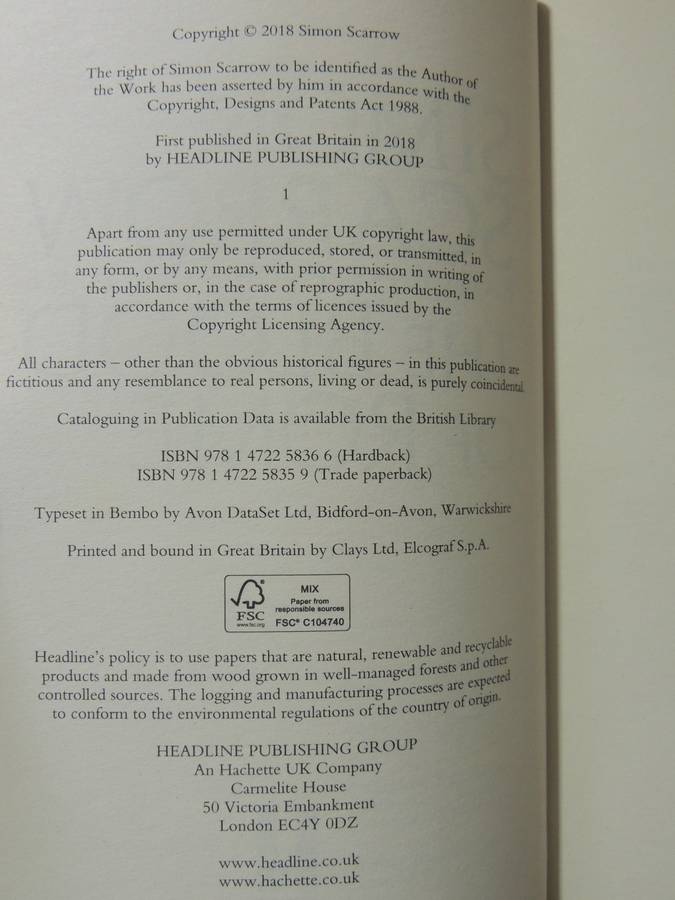 Copyright © 2018 Simon Scarrow
The right of Simon Scarrow to be identified as the Author of
the Work has been asserted by him in accordance with the
Copyright, Designs and Patents Act 1988.
First published in Great Britain in 2018
by HEADLINE PUBLISHING GROUP
1
Apart from any use permitted under UK copyright law, this
publication may only be reproduced, stored, or transmitted, in
any form, or by any means, with prior permission in writing of
the publishers or, in the case of reprographic production, in
accordance with the terms of licences issued by the
Copyright Licensing Agency.
All characters – other than the obvious historical figures – in this publication are
fictitious and any resemblance to real persons, living or dead, is purely coincidental.
Cataloguing in Publication Data is available from the British Library
ISBN 978 1 4722 5836 6 (Hardback)
ISBN 978 1 4722 5835 9 (Trade paperback)
Typeset in Bembo by Avon DataSet Ltd, Bidford-on-Avon, Warwickshire
Printed and bound in Great Britain by Clays Ltd, Elcograf S.p.A.
FSC
www.fsc.org
MIX
Paper from
responsible sources
FSC® C104740
Headline's policy is to use papers that are natural, renewable and recyclable
products and made from wood grown in well-managed forests and other
controlled sources. The logging and manufacturing processes are expected
to conform to the environmental regulations of the country of origin.
HEADLINE PUBLISHING GROUP
An Hachette UK Company
Carmelite House
50 Victoria Embankment
London EC4Y 0DZ
www.headline.co.uk
www.hachette.co.uk